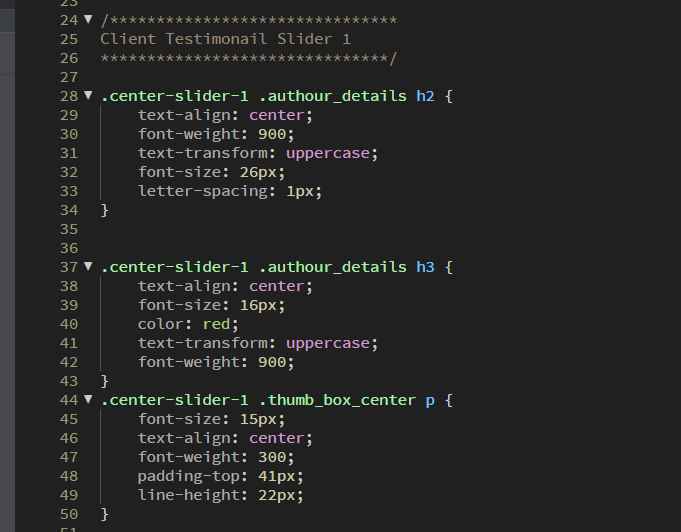 23
24 ▼ /*******************************
25 Client Testimonail Slider 1
26 *******************************/
27
28 ▼ .center-slider-1 .authour_details h2 {
29     text-align: center;
30     font-weight: 900;
31     text-transform: uppercase;
32     font-size: 26px;
33     letter-spacing: 1px;
34 }
35
36
37 ▼ .center-slider-1 .authour_details h3 {
38     text-align: center;
39     font-size: 16px;
40     color: red;
41     text-transform: uppercase;
42     font-weight: 900;
43 }
44 ▼ .center-slider-1 .thumb_box_center p {
45     font-size: 15px;
46     text-align: center;
47     font-weight: 300;
48     padding-top: 41px;
49     line-height: 22px;
50 }
51